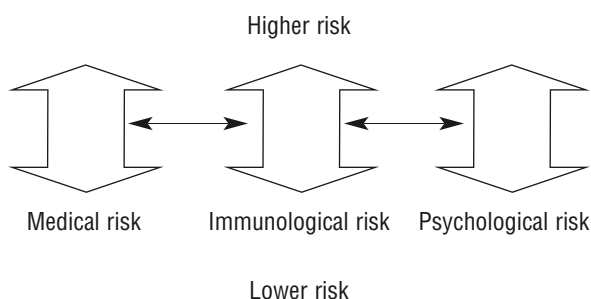 Higher risk
Medical risk
Immunological risk
Psychological risk
Lower risk